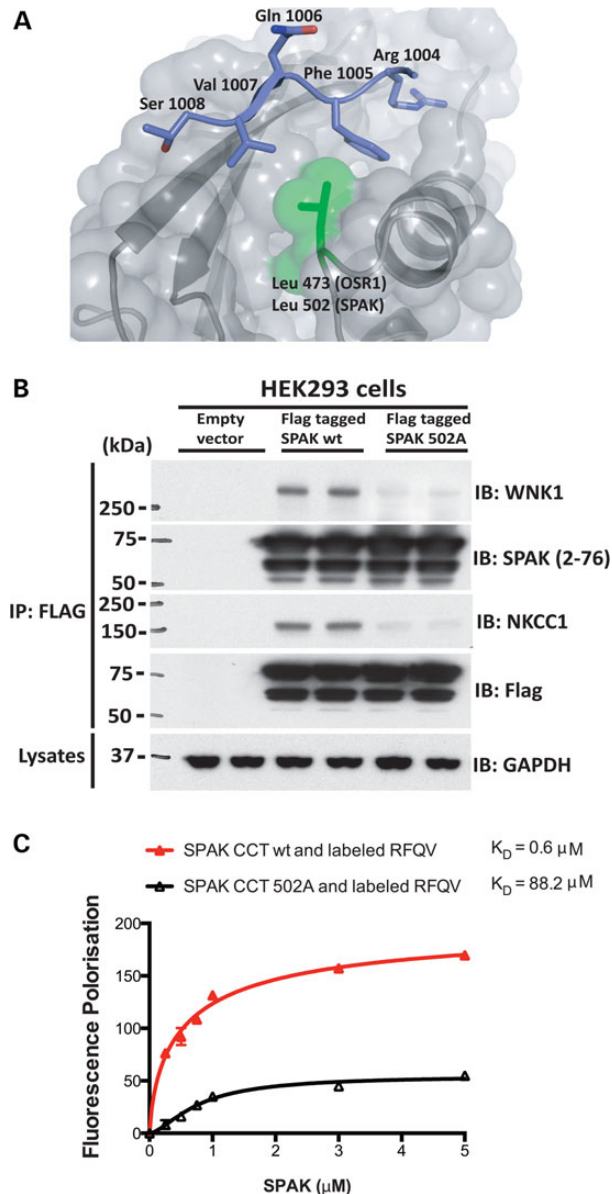 A
Gln 1006
Arg 1004
Phe 1005
Val 1007
Ser 1008
Leu 473 (OSR1)
Leu 502 (SPAK)
B
HEK293 cells
Empty vector
Flag tagged SPAK wt
Flag tagged SPAK 502A
(kDa)
IP: FLAG
250
IB: WNK1
75
50
IB: SPAK (2-76)
250
150
IB: NKCC1
75
50
IB: Flag
Lysates
37
IB: GAPDH
C
SPAK CCT wt and labeled RFQV KD = 0.6 μM
SPAK CCT 502A and labeled RFQV KD = 88.2 μM
Fluorescence Polorisation
200
150
100
50
0
0 1 2 3 4 5
SPAK (μM)